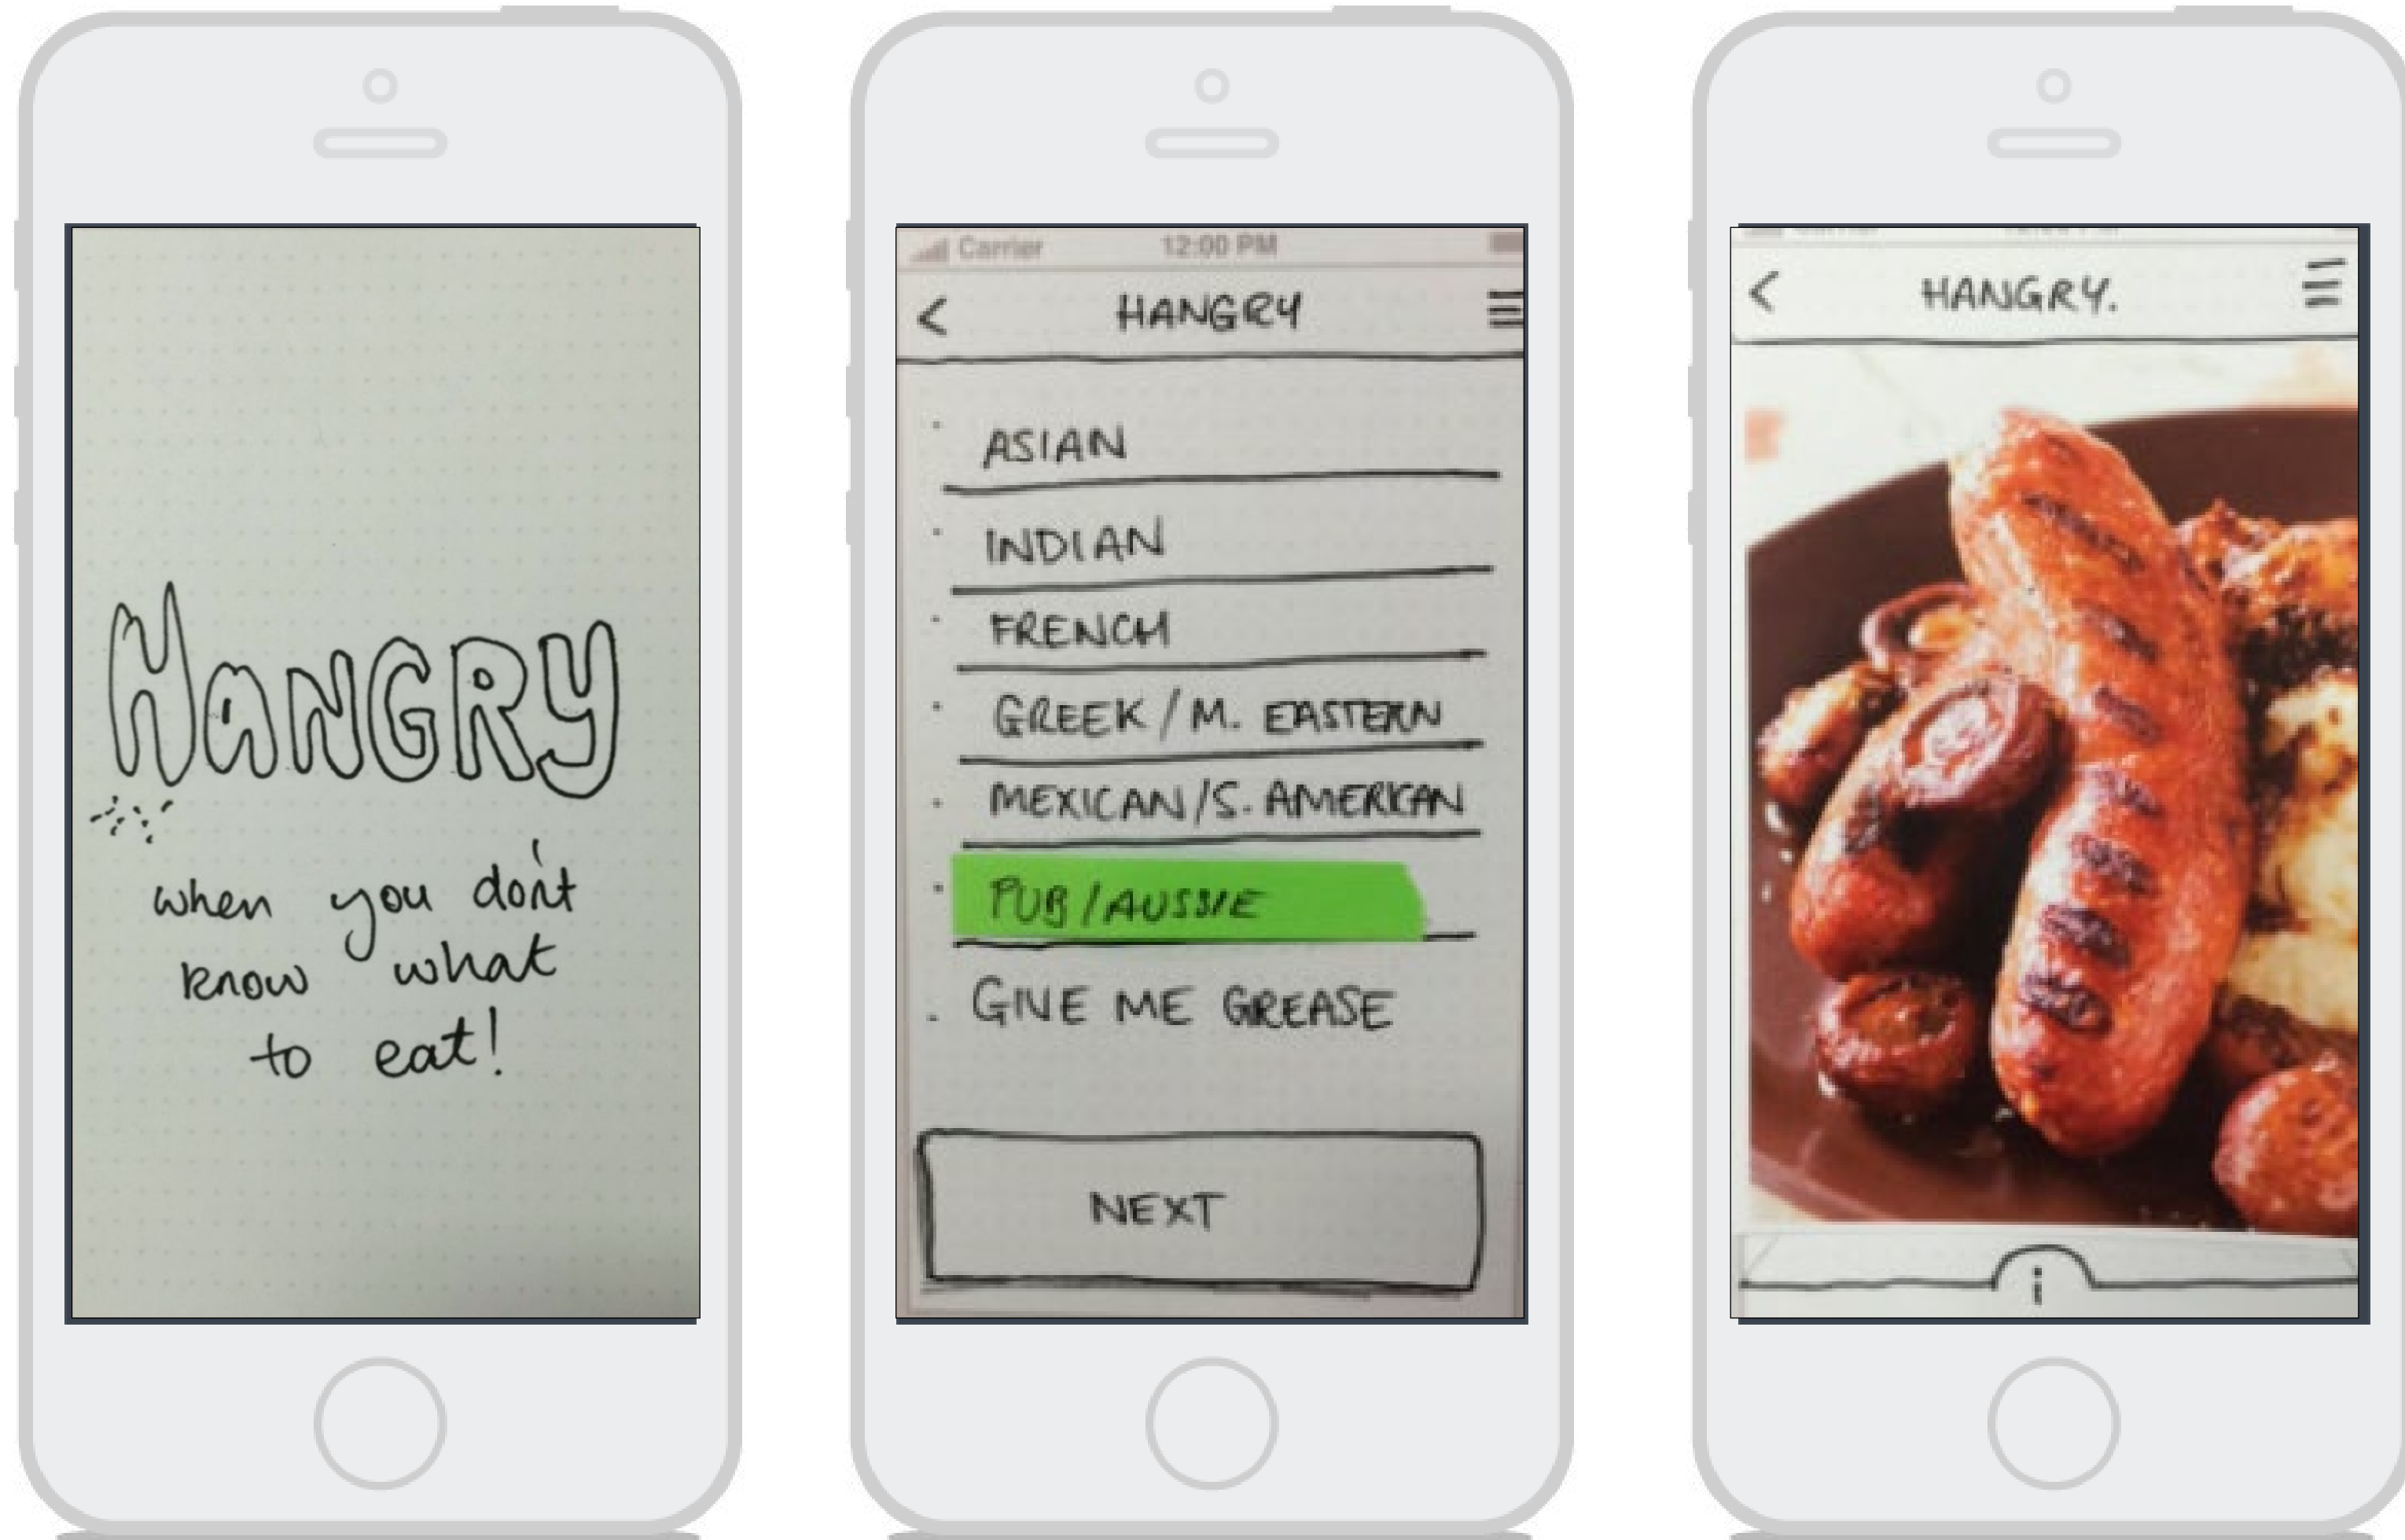 HANGRY
when you don't
know what
to eat!
Carrier 12:00 PM
< HANGRY
ASIAN
INDIAN
FRENCH
GREEK / M. EASTERN
MEXICAN/S. AMERICAN
PUB / AUSSIE
GIVE ME GREASE
NEXT
< HANGRY.
i